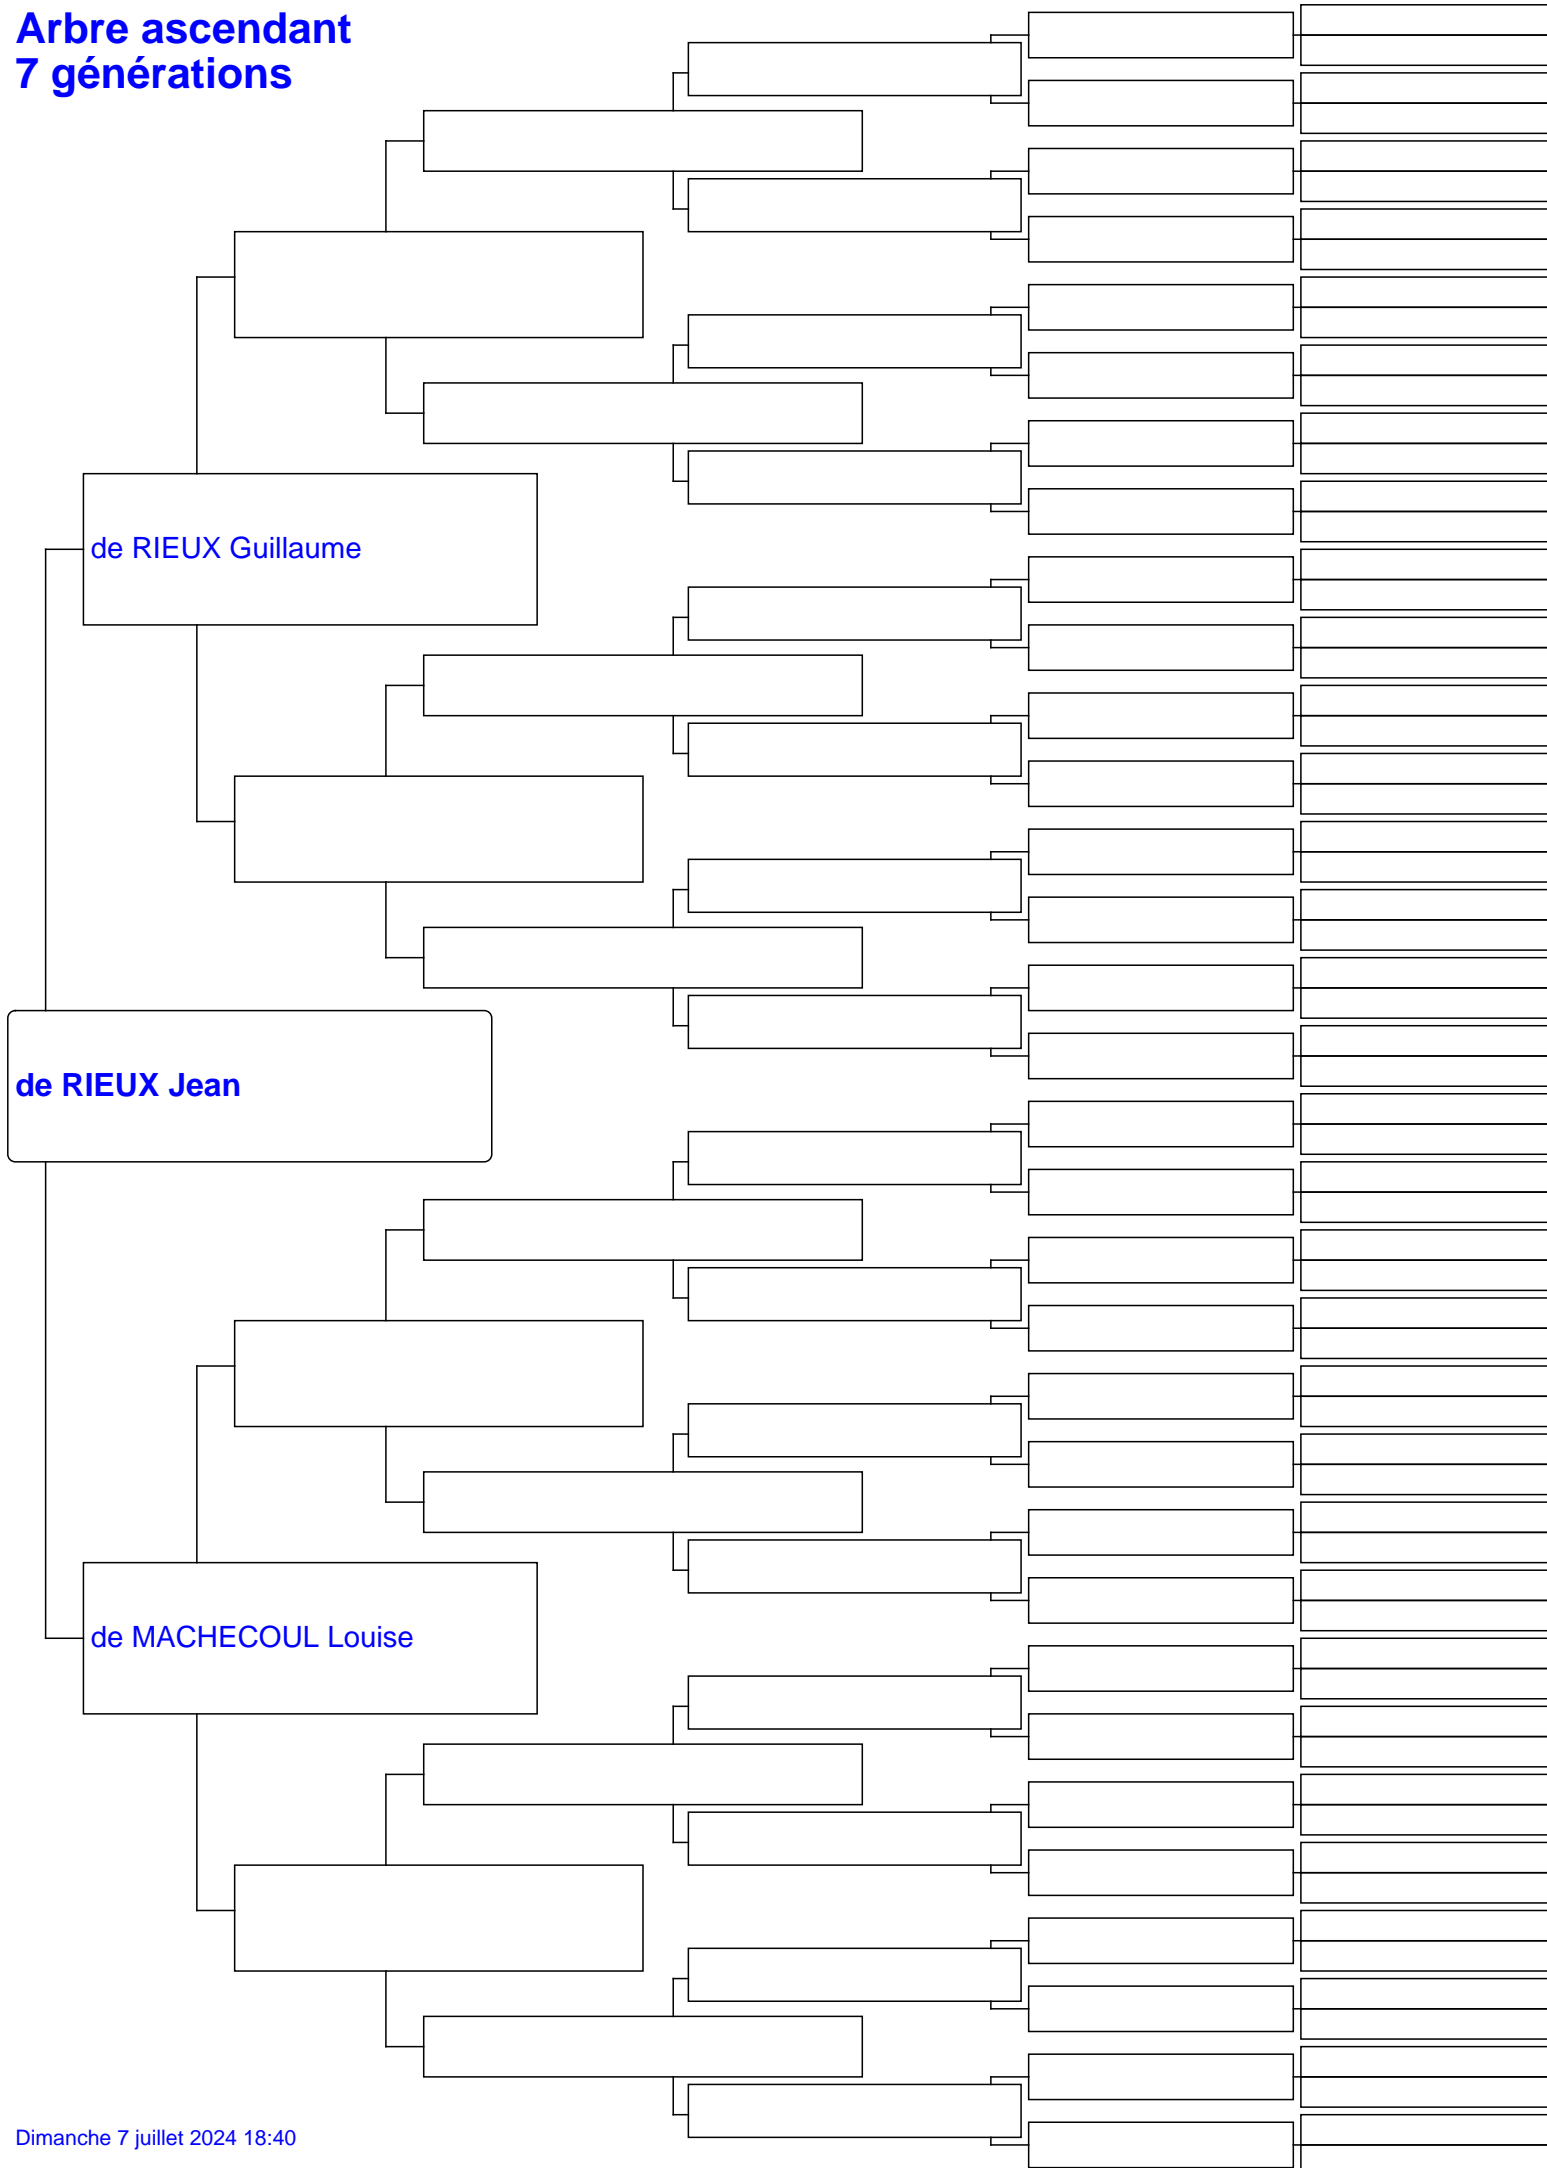 Arbre ascendant
7 générations
de RIEUX Guillaume
de RIEUX Jean
de MACHECOUL Louise
Dimanche 7 juillet 2024 18:40